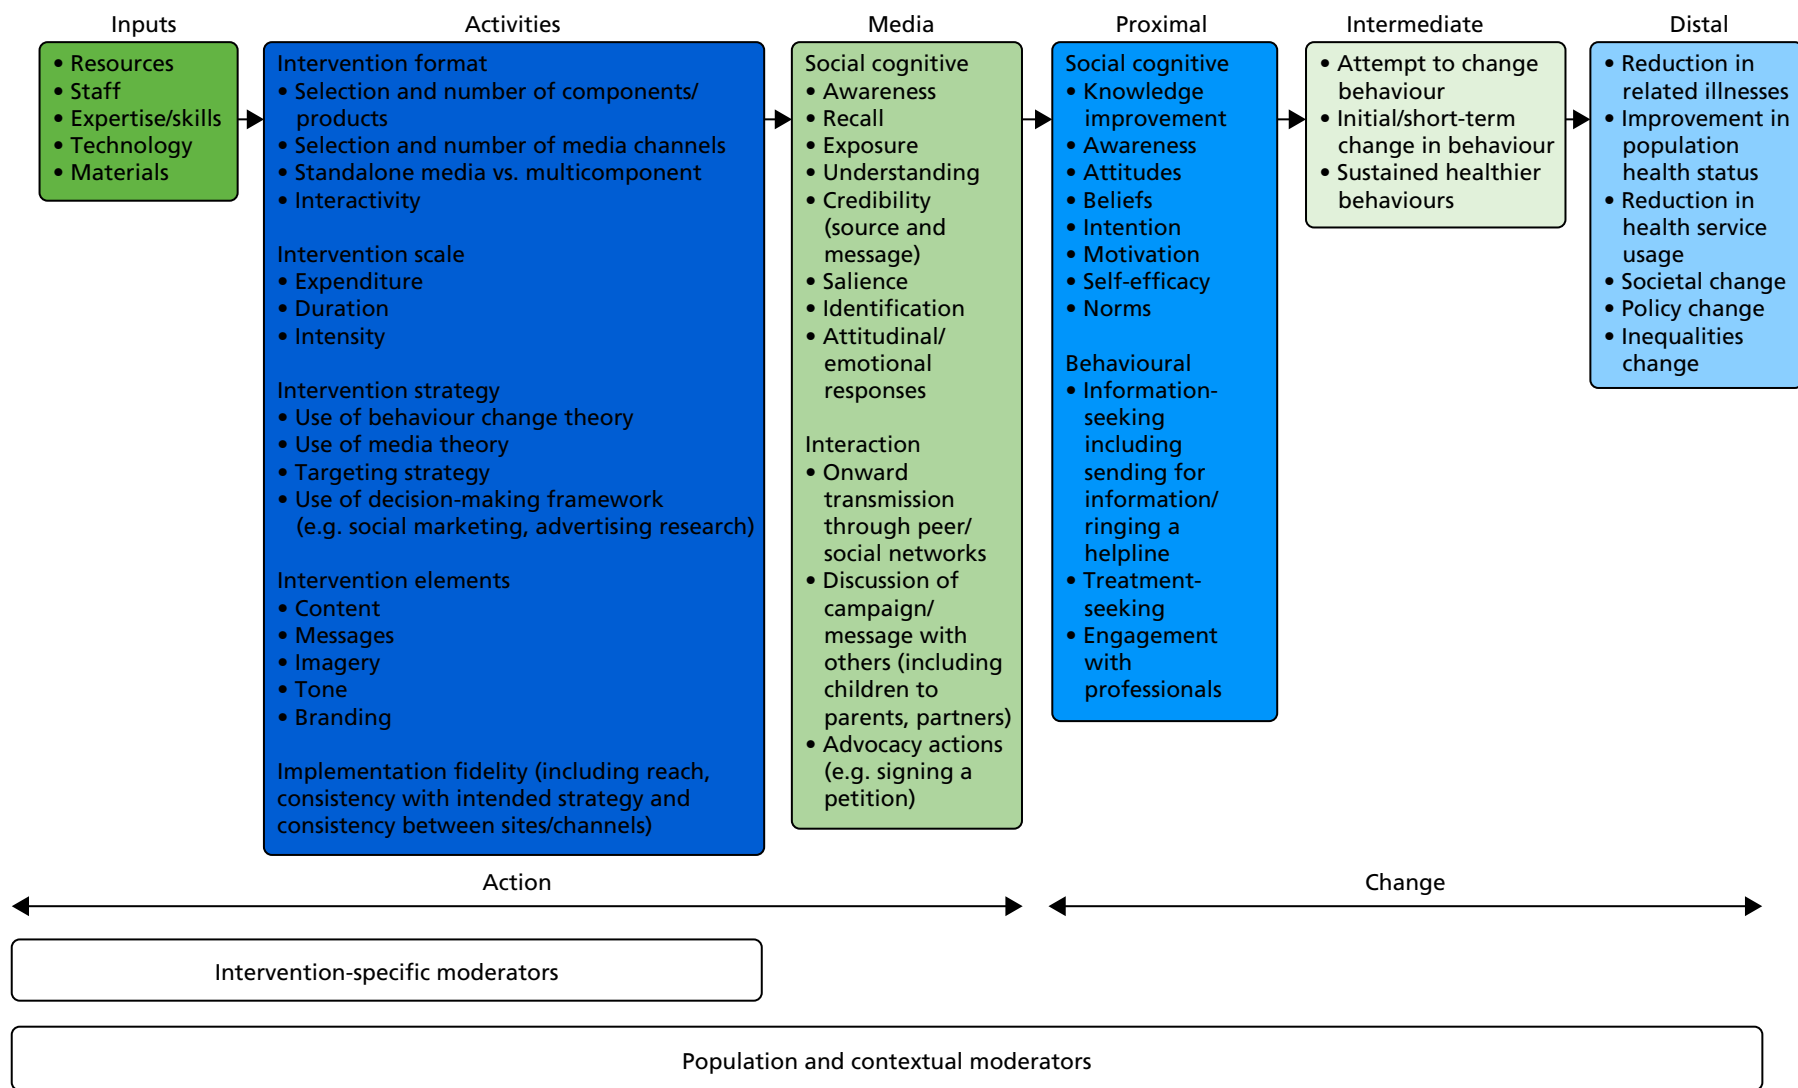 Inputs
• Resources
• Staff
• Expertise/skills
• Technology
• Materials
Activities
Intervention format
• Selection and number of components/
products
• Selection and number of media channels
• Standalone media vs. multicomponent
• Interactivity
Intervention scale
• Expenditure
• Duration
• Intensity
Intervention strategy
• Use of behaviour change theory
• Use of media theory
• Targeting strategy
• Use of decision-making framework
(e.g. social marketing, advertising research)
Intervention elements
• Content
• Messages
• Imagery
• Tone
• Branding
Implementation fidelity (including reach,
consistency with intended strategy and
consistency between sites/channels)
Media
Social cognitive
• Awareness
• Recall
• Exposure
• Understanding
• Credibility
(source and
message)
• Salience
• Identification
• Attitudinal/
emotional
responses
Interaction
• Onward
transmission
through peer/
social networks
• Discussion of
campaign/
message with
others (including
children to
parents, partners)
• Advocacy actions
(e.g. signing a
petition)
Proximal
Social cognitive
• Knowledge
improvement
• Awareness
• Attitudes
• Beliefs
• Intention
• Motivation
• Self-efficacy
• Norms
Behavioural
• Information-
seeking
including
sending for
information/
ringing a
helpline
• Treatment-
seeking
• Engagement
with
professionals
Intermediate
• Attempt to change
behaviour
• Initial/short-term
change in behaviour
• Sustained healthier
behaviours
Distal
• Reduction in
related illnesses
• Improvement in
population
health status
• Reduction in
health service
usage
• Societal change
• Policy change
• Inequalities
change
Action
Change
Intervention-specific moderators
Population and contextual moderators